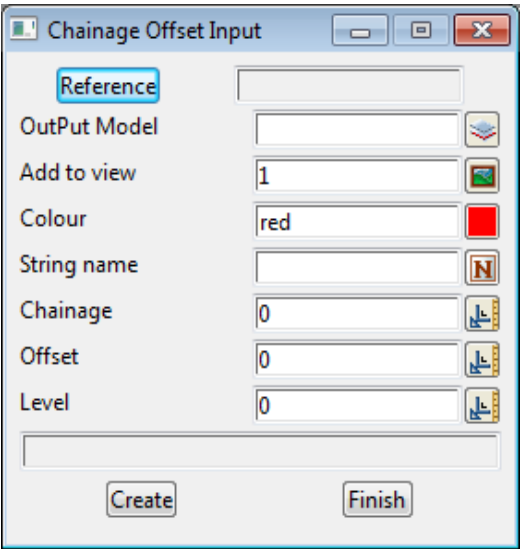 Chainage Offset Input
Reference
OutPut Model
Add to view 1
Colour red
String name N
Chainage 0
Offset 0
Level 0
Create Finish